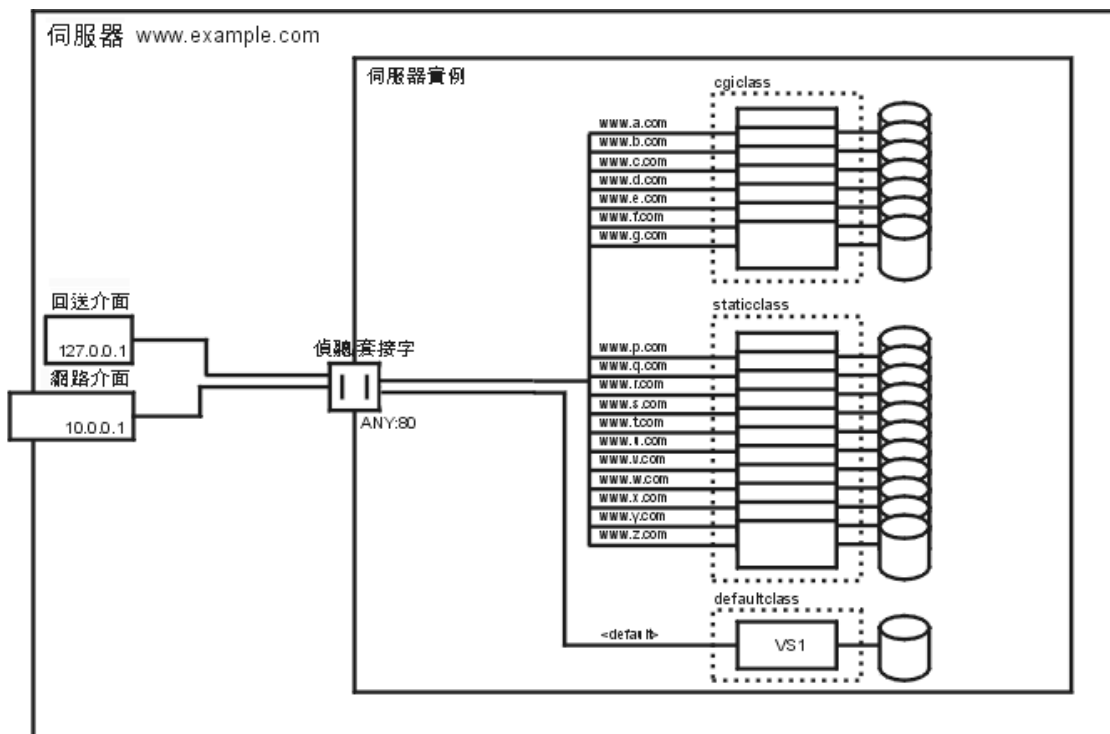 伺服器 www.example.com
伺服器實例
cgiclass
www.a.com
www.b.com
www.c.com
www.d.com
www.e.com
www.f.com
www.g.com
staticclass
回送介面
127.0.0.1
網路介面
10.0.0.1
偵聽套接字
ANY:80
www.p.com
www.q.com
www.r.com
www.s.com
www.t.com
www.u.com
www.v.com
www.w.com
www.x.com
www.y.com
www.z.com
defaultclass
<default>
VS1